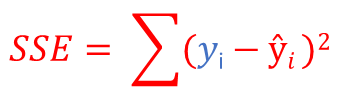 SSE = ∑(yᵢ − ŷᵢ)²